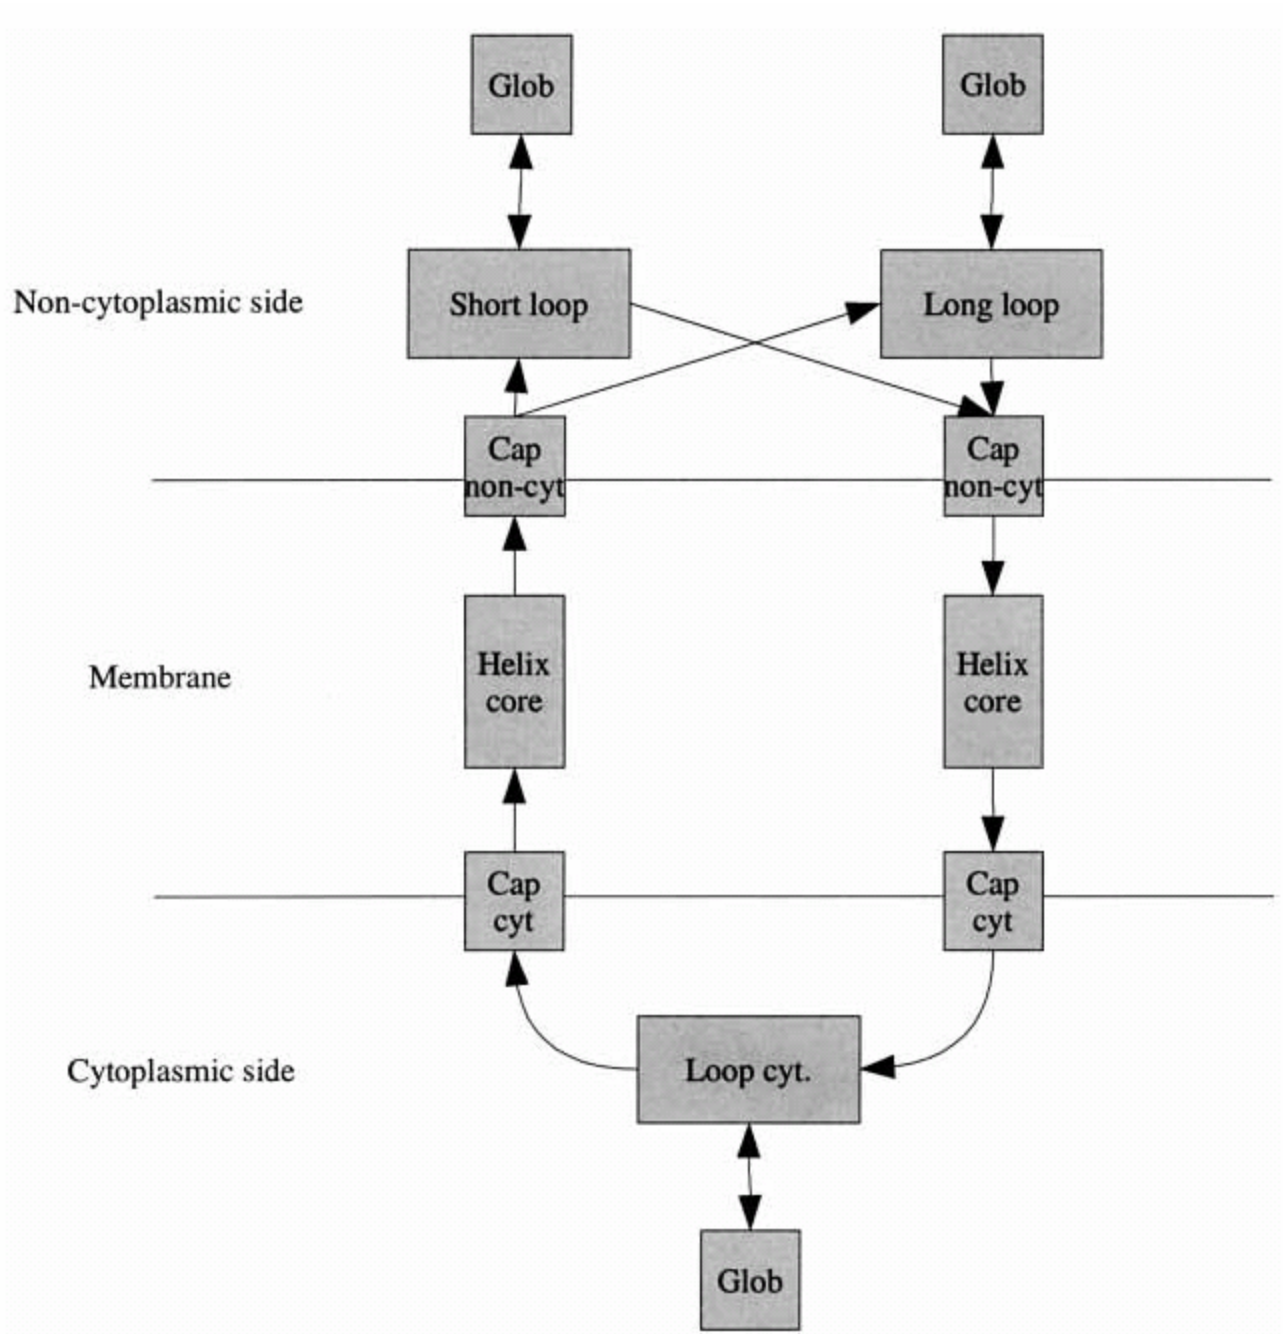 Glob
Glob
Non-cytoplasmic side
Short loop
Long loop
Cap
non-cyt
Cap
non-cyt
Membrane
Helix
core
Helix
core
Cap
cyt
Cap
cyt
Cytoplasmic side
Loop cyt.
Glob